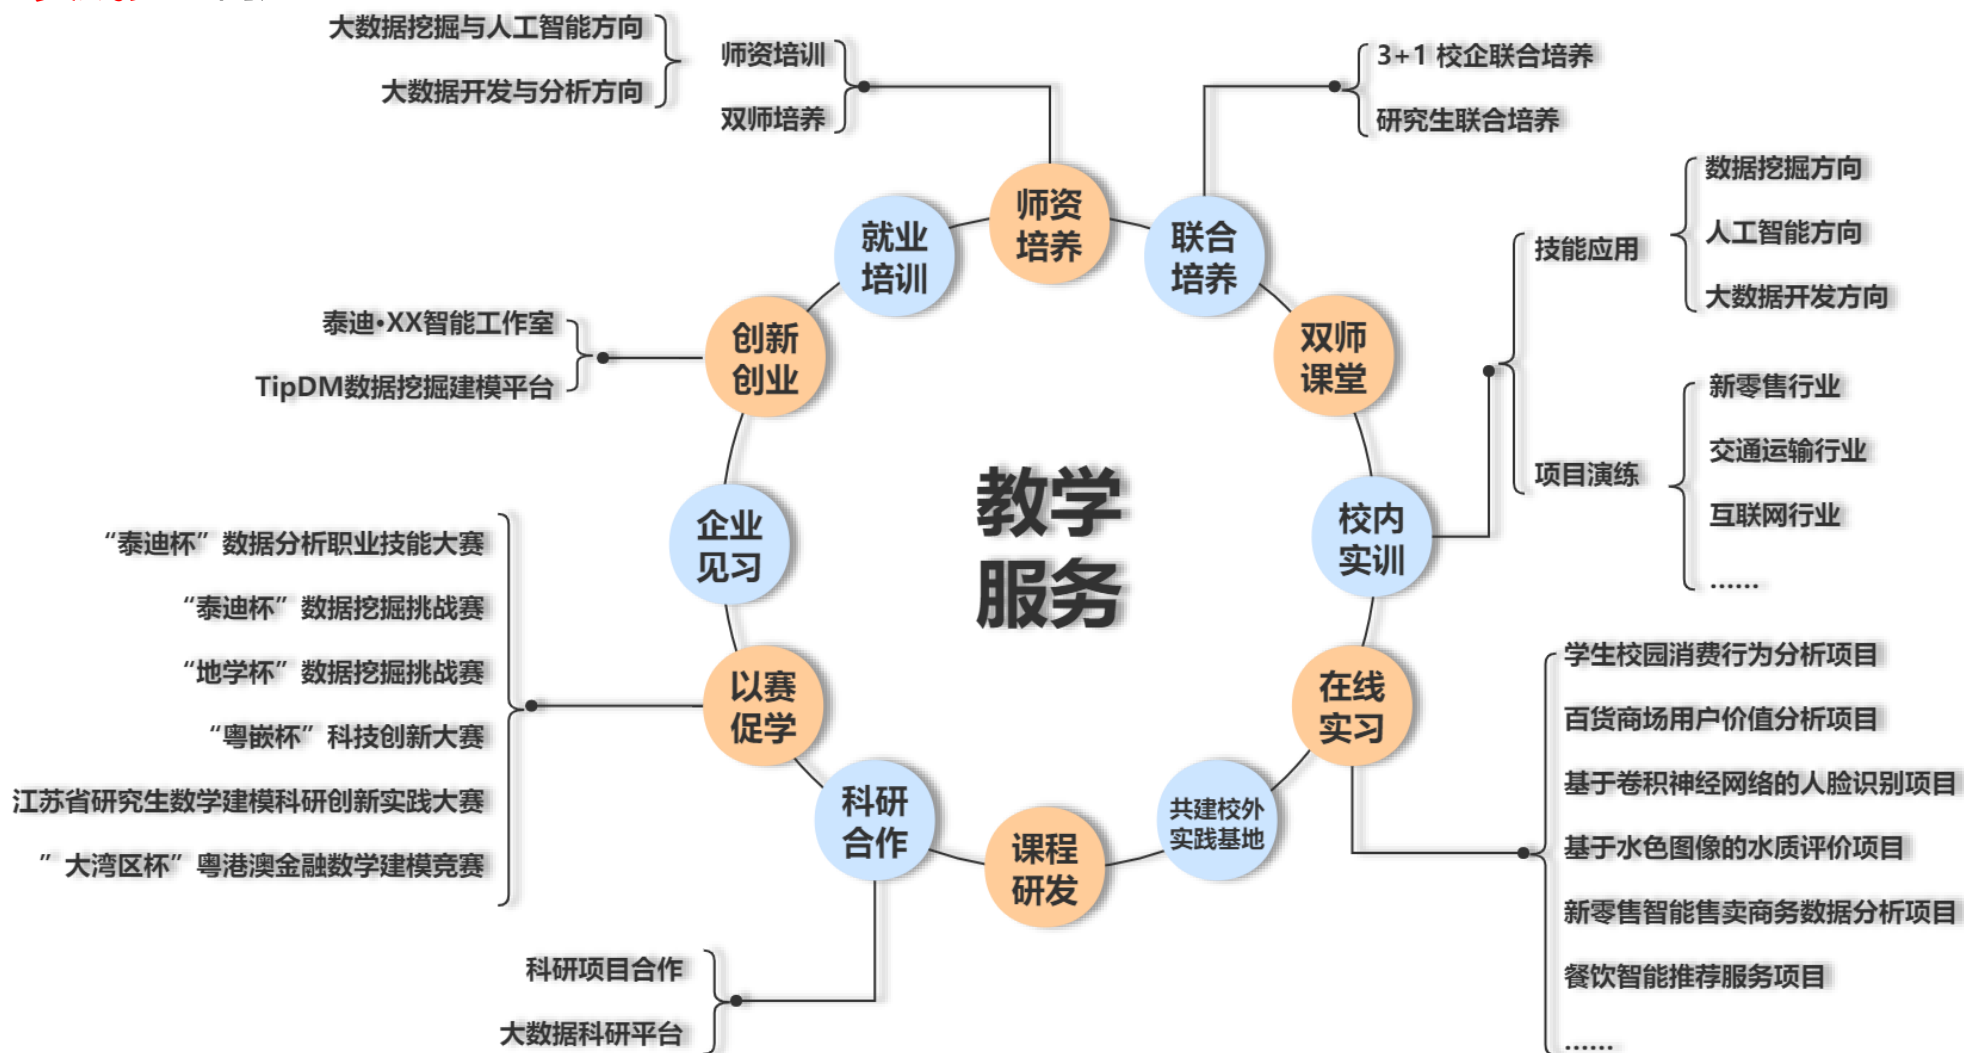 大数据挖掘与人工智能方向
大数据开发与分析方向
师资培训
双师培养
3+1 校企联合培养
研究生联合培养
数据挖掘方向
人工智能方向
大数据开发方向
技能应用
新零售行业
交通运输行业
互联网行业
……
项目演练
师资
培养
联合
培养
双师
课堂
校内
实训
在线
实习
共建校外
实践基地
课程
研发
科研
合作
以赛
促学
企业
见习
创新
创业
就业
培训
教学
服务
泰迪·XX智能工作室
TipDM数据挖掘建模平台
“泰迪杯”数据分析职业技能大赛
“泰迪杯”数据挖掘挑战赛
“地学杯”数据挖掘挑战赛
“粤嵌杯”科技创新大赛
江苏省研究生数学建模科研创新实践大赛
”大湾区杯”粤港澳金融数学建模竞赛
科研项目合作
大数据科研平台
学生校园消费行为分析项目
百货商场用户价值分析项目
基于卷积神经网络的人脸识别项目
基于水色图像的水质评价项目
新零售智能售卖商务数据分析项目
餐饮智能推荐服务项目
……